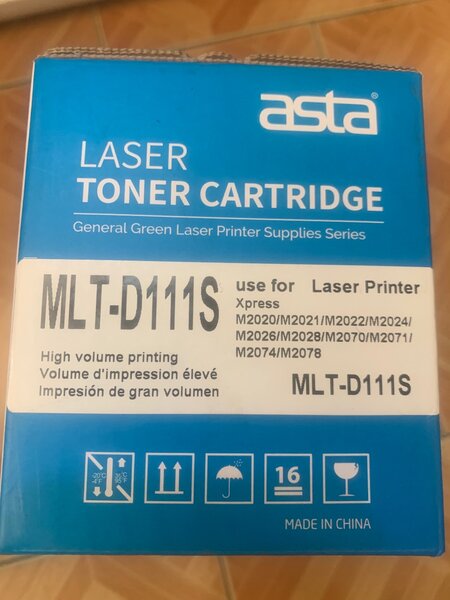 asta®
LASER
TONER CARTRIDGE
General Green Laser Printer Supplies Series
MLT-D111S
High volume printing
Volume d'impression élevé
Impresión de gran volumen
use for Laser Printer
Xpress
M2020/M2021/M2022/M2024/
M2026/M2028/M2070/M2071/
M2074/M2078
MLT-D111S
16
MADE IN CHINA